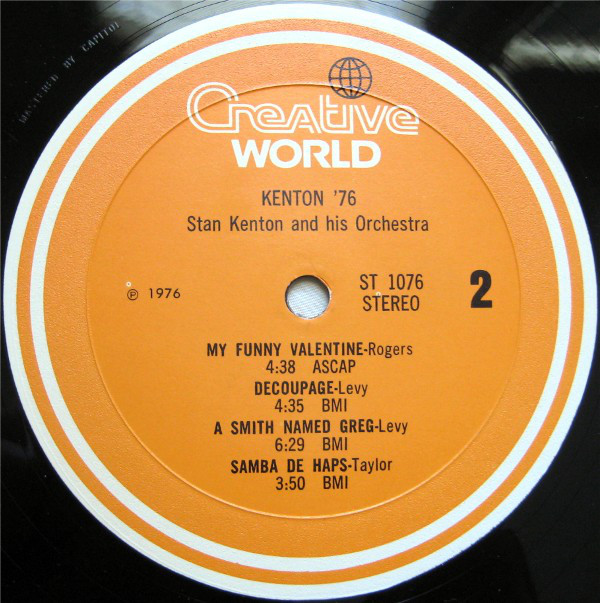 MASTERED BY CAPITOL
Creative
WORLD
KENTON '76
Stan Kenton and his Orchestra
℗ 1976
ST 1076
STEREO
2
MY FUNNY VALENTINE-Rogers
4:38 ASCAP
DECOUPAGE-Levy
4:35 BMI
A SMITH NAMED GREG-Levy
6:29 BMI
SAMBA DE HAPS-Taylor
3:50 BMI